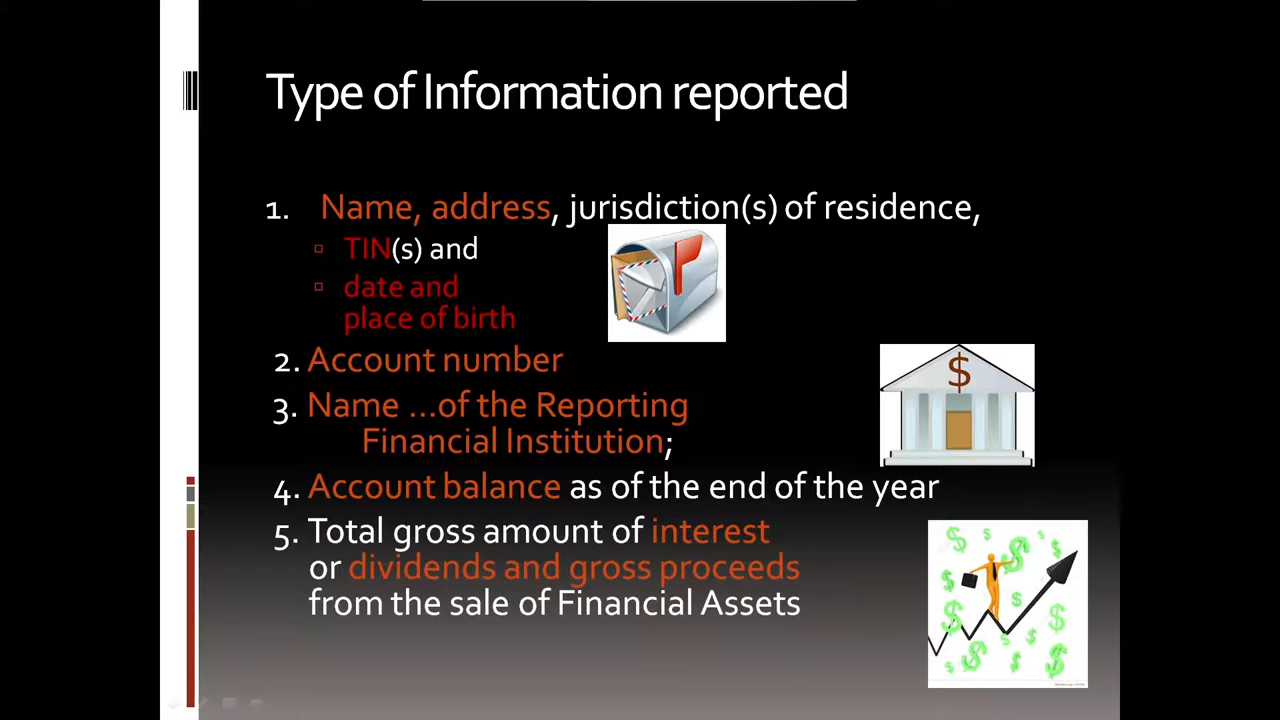 Type of Information reported
1. Name, address, jurisdiction(s) of residence,
TIN(s) and
date and
place of birth
2. Account number
3. Name ...of the Reporting
Financial Institution;
4. Account balance as of the end of the year
5. Total gross amount of interest
or dividends and gross proceeds
from the sale of Financial Assets
$